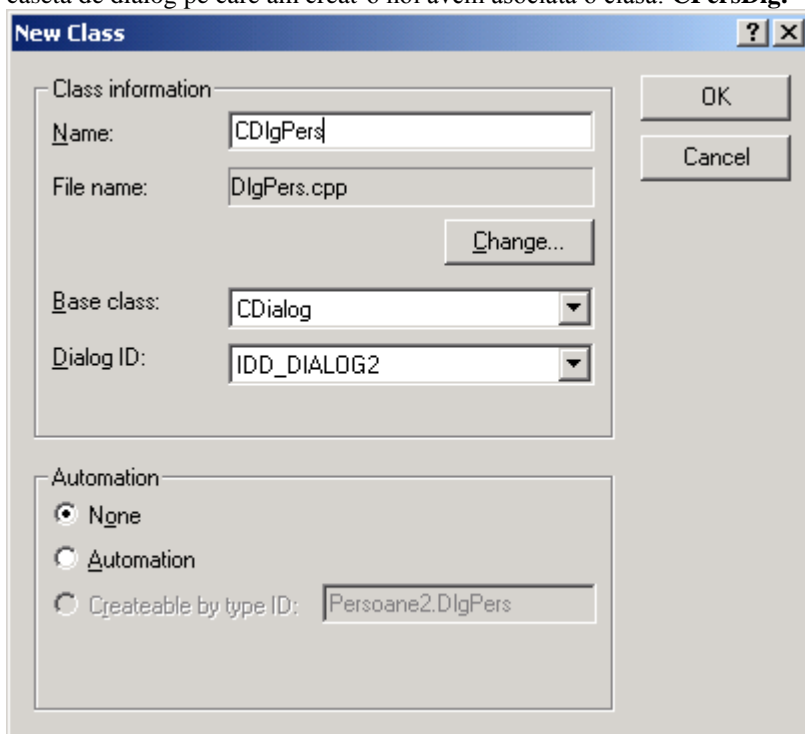 caseta de dialog pe care am creat-o noi avem asociata o clasa: CPersDlg.
New Class
Class information
OK
Name: CDlgPers
Cancel
File name: DlgPers.cpp
Change...
Base class: CDialog
Dialog ID: IDD_DIALOG2
Automation
None
Automation
Createable by type ID: Persoane2.DlgPers